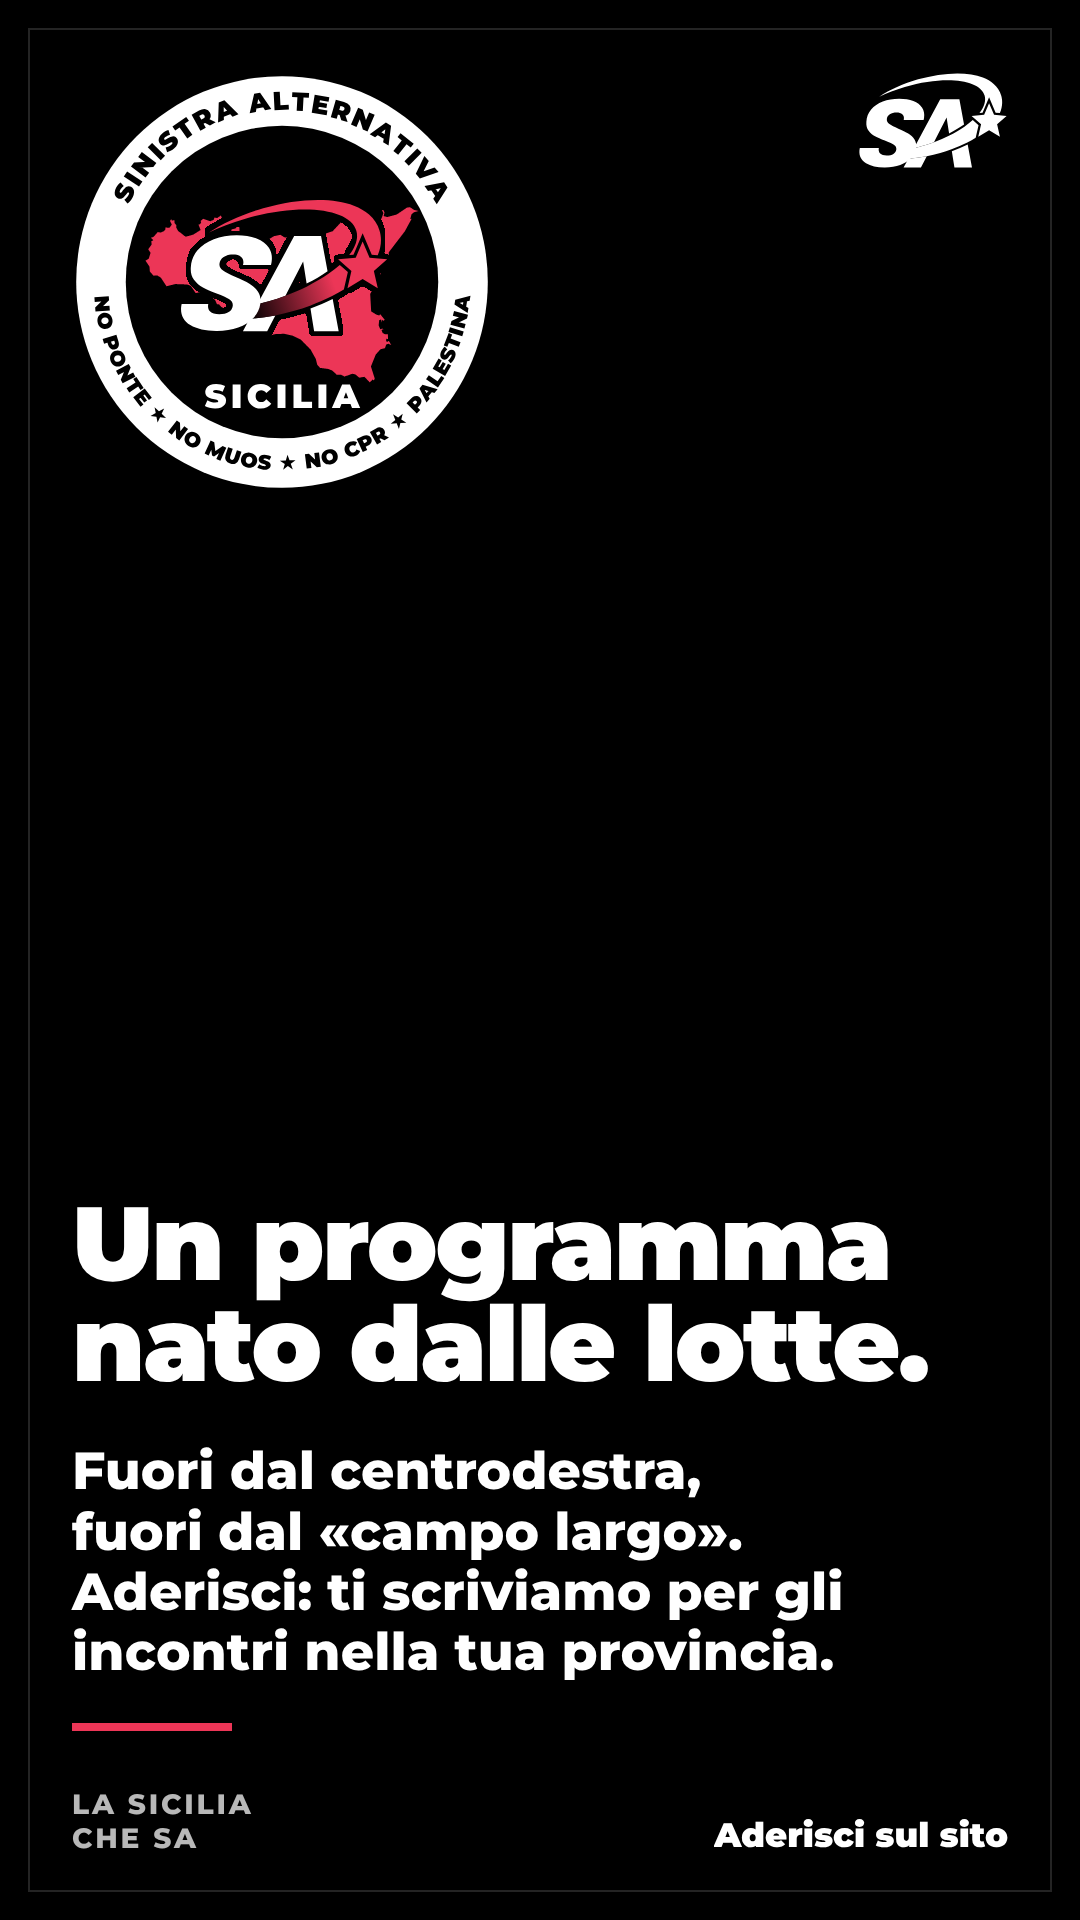 SINISTRA ALTERNATIVA
SA
SICILIA
NO PONTE ★ NO MUOS ★ NO CPR ★ PALESTINA
SA
Un programma
nato dalle lotte.
Fuori dal centrodestra,
fuori dal «campo largo».
Aderisci: ti scriviamo per gli
incontri nella tua provincia.
LA SICILIA
CHE SA
Aderisci sul sito